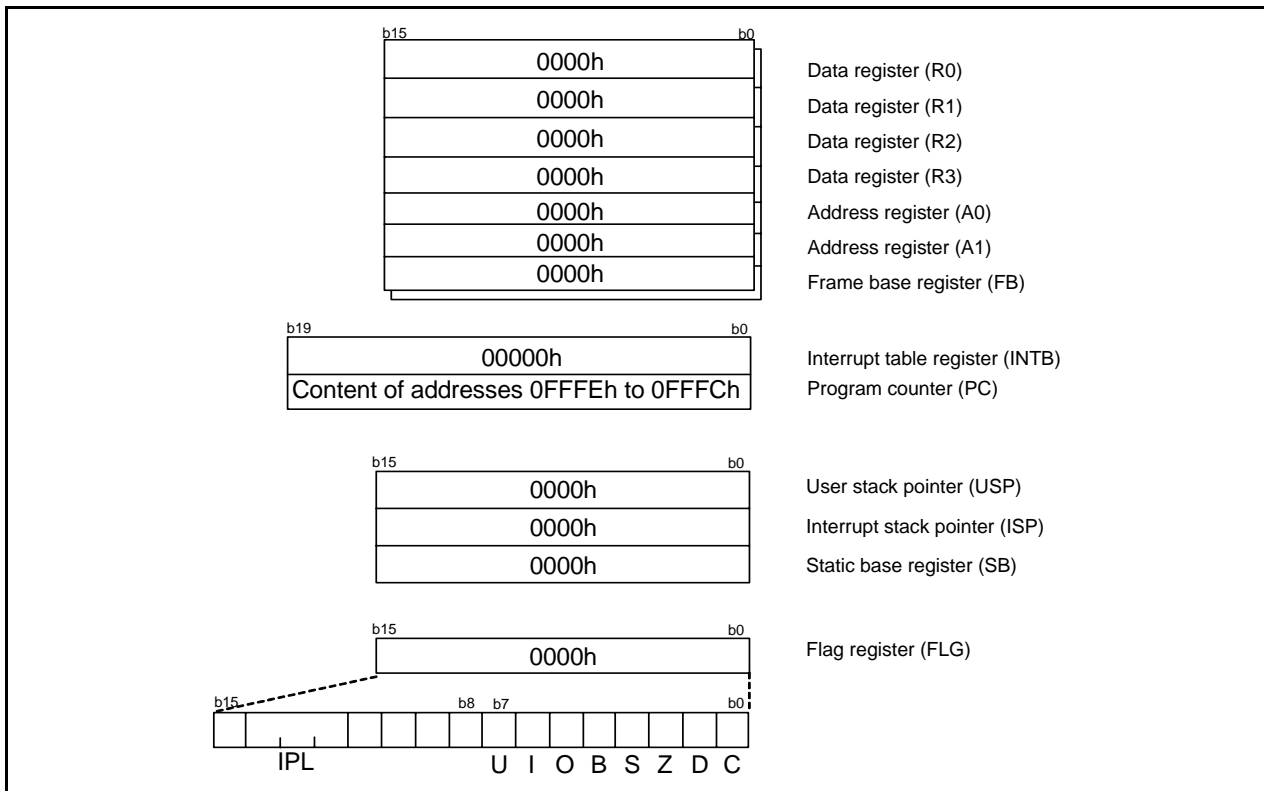 b15 b0
0000h Data register (R0)
0000h Data register (R1)
0000h Data register (R2)
0000h Data register (R3)
0000h Address register (A0)
0000h Address register (A1)
0000h Frame base register (FB)
b19 b0
00000h Interrupt table register (INTB)
Content of addresses 0FFFEh to 0FFFCh Program counter (PC)
b15 b0
0000h User stack pointer (USP)
0000h Interrupt stack pointer (ISP)
0000h Static base register (SB)
b15 b0
0000h Flag register (FLG)
b15 b8 b7 b0
IPL U I O B S Z D C